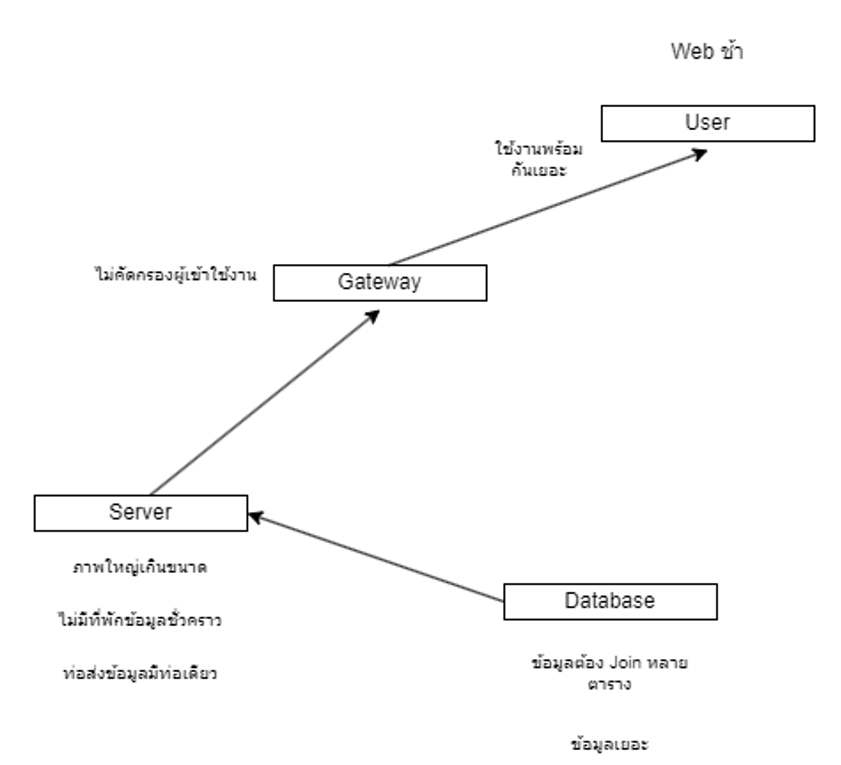 Web ช้ำ
User
ใช้งานพร้อม
กันเยอะ
ไม่คัดกรองผู้เข้าใช้งาน
Gateway
Server
ภาพใหญ่เกินขนาด
ไม่มีที่พักข้อมูลชั่วคราว
ท่อส่งข้อมูลมีท่อเดียว
Database
ข้อมูลต้อง Join หลาย
ตาราง
ข้อมูลเยอะ